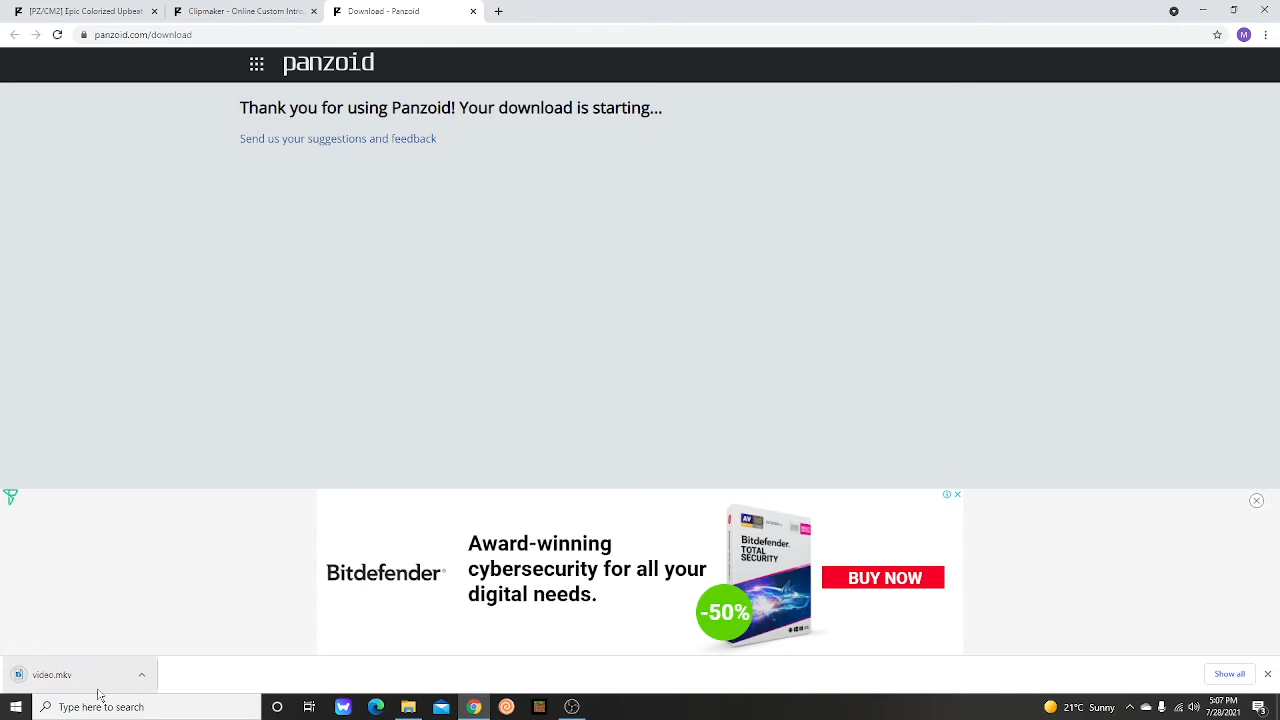 [PZ/CM2] Epic Colorized Upbeat
Clipmaker - Online Custom Intro,
Download - Panzoid
panzoid.com/download
M
panzoid
Thank you for using Panzoid! Your download is starting...
Send us your suggestions and feedback
Bitdefender
Award-winning
cybersecurity for all your
digital needs.
Bitdefender
TOTAL
SECURITY
-50%
BUY NOW
video.mkv
Show all
Type here to search
21°C Sunny
5:07 PM
7/28/2021